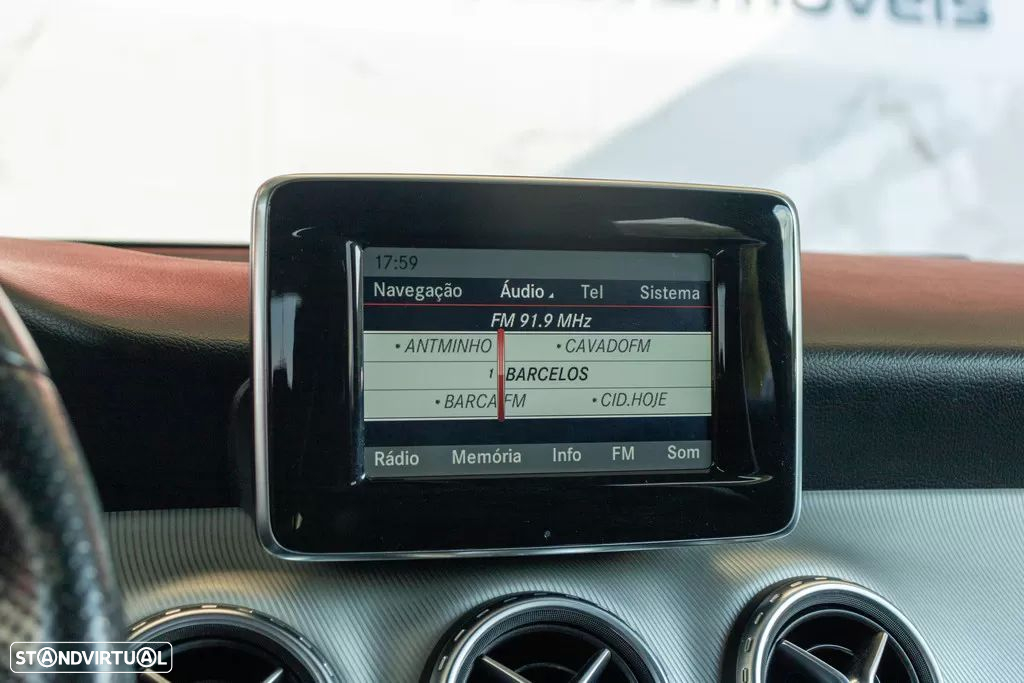 17:59
Navegação Áudio Tel Sistema
FM 91.9 MHz
• ANTMINHO • CAVADOFM
1 BARCELOS
• BARCA FM • CID.HOJE
Rádio Memória Info FM Som
STANDVIRTUAL